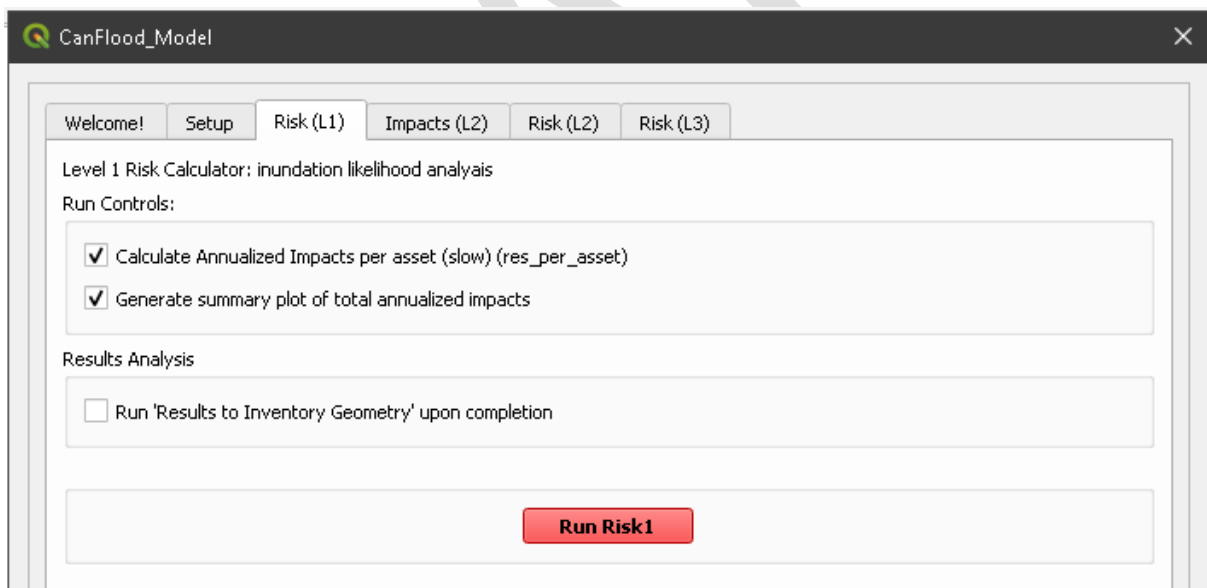 CanFlood_Model
Welcome! Setup Risk (L1) Impacts (L2) Risk (L2) Risk (L3)
Level 1 Risk Calculator: inundation likelihood analyais
Run Controls:
Calculate Annualized Impacts per asset (slow) (res_per_asset)
Generate summary plot of total annualized impacts
Results Analysis
Run 'Results to Inventory Geometry' upon completion
Run Risk1